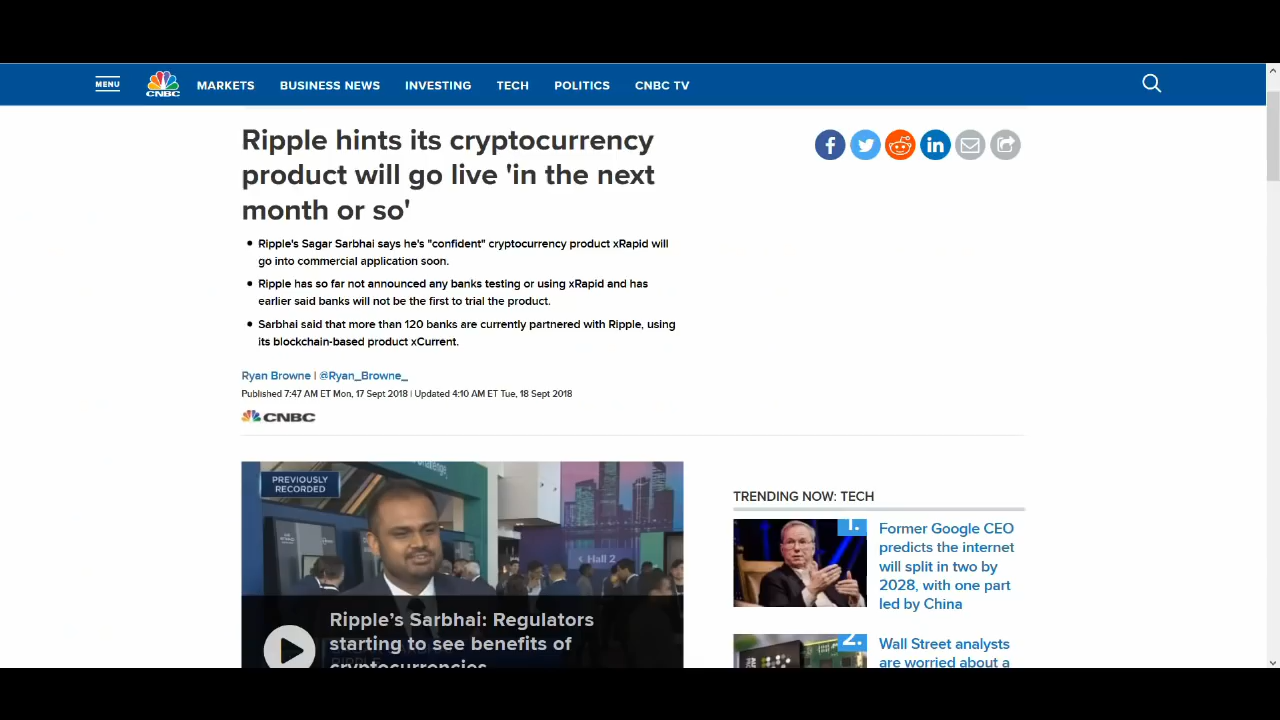 MENU
CNBC
MARKETS
BUSINESS NEWS
INVESTING
TECH
POLITICS
CNBC TV
Ripple hints its cryptocurrency
product will go live 'in the next
month or so'
Ripple's Sagar Sarbhai says he's "confident" cryptocurrency product xRapid will
go into commercial application soon.
Ripple has so far not announced any banks testing or using xRapid and has
earlier said banks will not be the first to trial the product.
Sarbhai said that more than 120 banks are currently partnered with Ripple, using
its blockchain-based product xCurrent.
Ryan Browne | @Ryan_Browne_
Published 7:47 AM ET Mon, 17 Sept 2018 | Updated 4:10 AM ET Tue, 18 Sept 2018
CNBC
PREVIOUSLY
RECORDED
Hall 2
Ripple's Sarbhai: Regulators
starting to see benefits of
cryptocurrencies
TRENDING NOW: TECH
1.
Former Google CEO
predicts the internet
will split in two by
2028, with one part
led by China
2.
Wall Street analysts
are worried about a